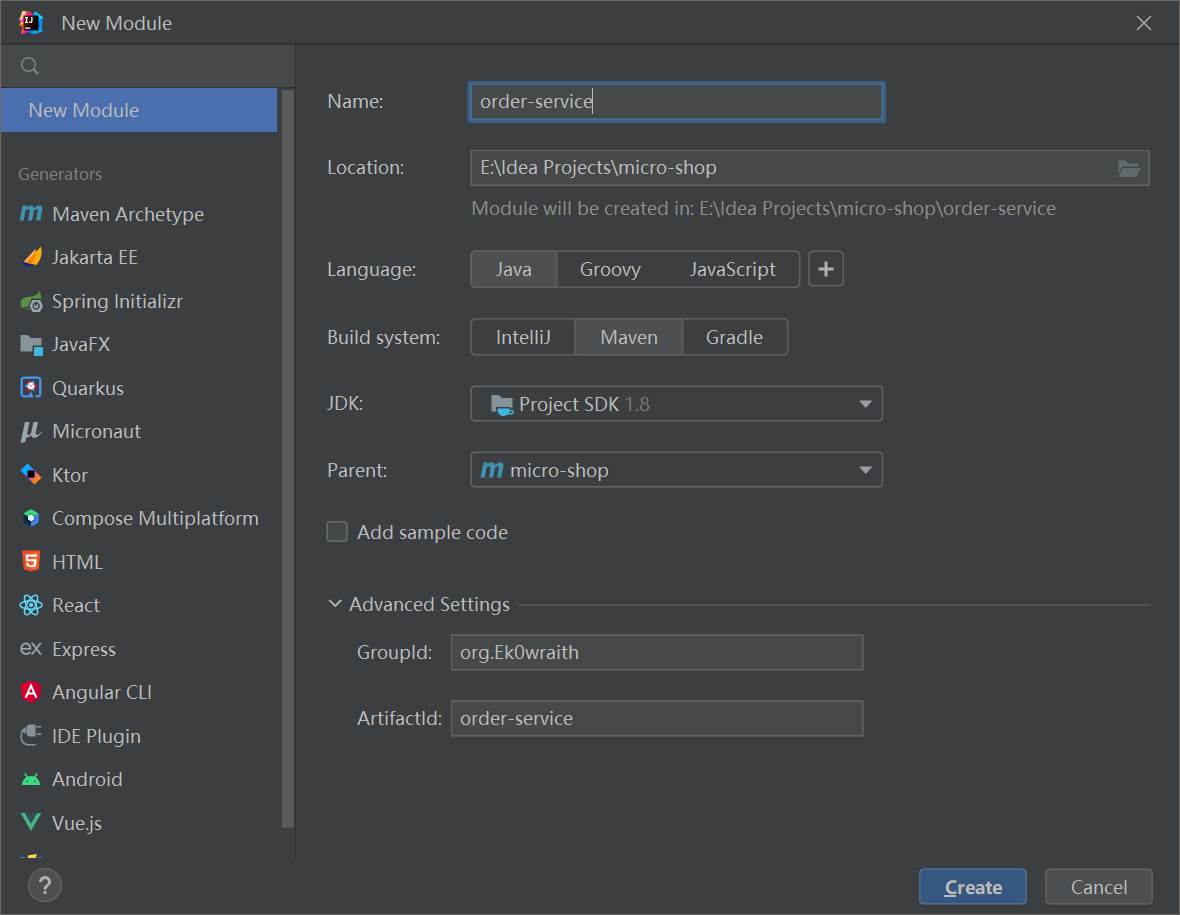 New Module
New Module
Generators
Maven Archetype
Jakarta EE
Spring Initializr
JavaFX
Quarkus
Micronaut
Ktor
Compose Multiplatform
HTML
React
ex Express
Angular CLI
IDE Plugin
Android
Vue.js
?
Name: order-service
Location: E:\Idea Projects\micro-shop
Module will be created in: E:\Idea Projects\micro-shop\order-service
Language: Java Groovy JavaScript +
Build system: IntelliJ Maven Gradle
JDK: Project SDK 1.8
Parent: m micro-shop
Add sample code
Advanced Settings
GroupId: org.Ek0wraith
ArtifactId: order-service
Create Cancel